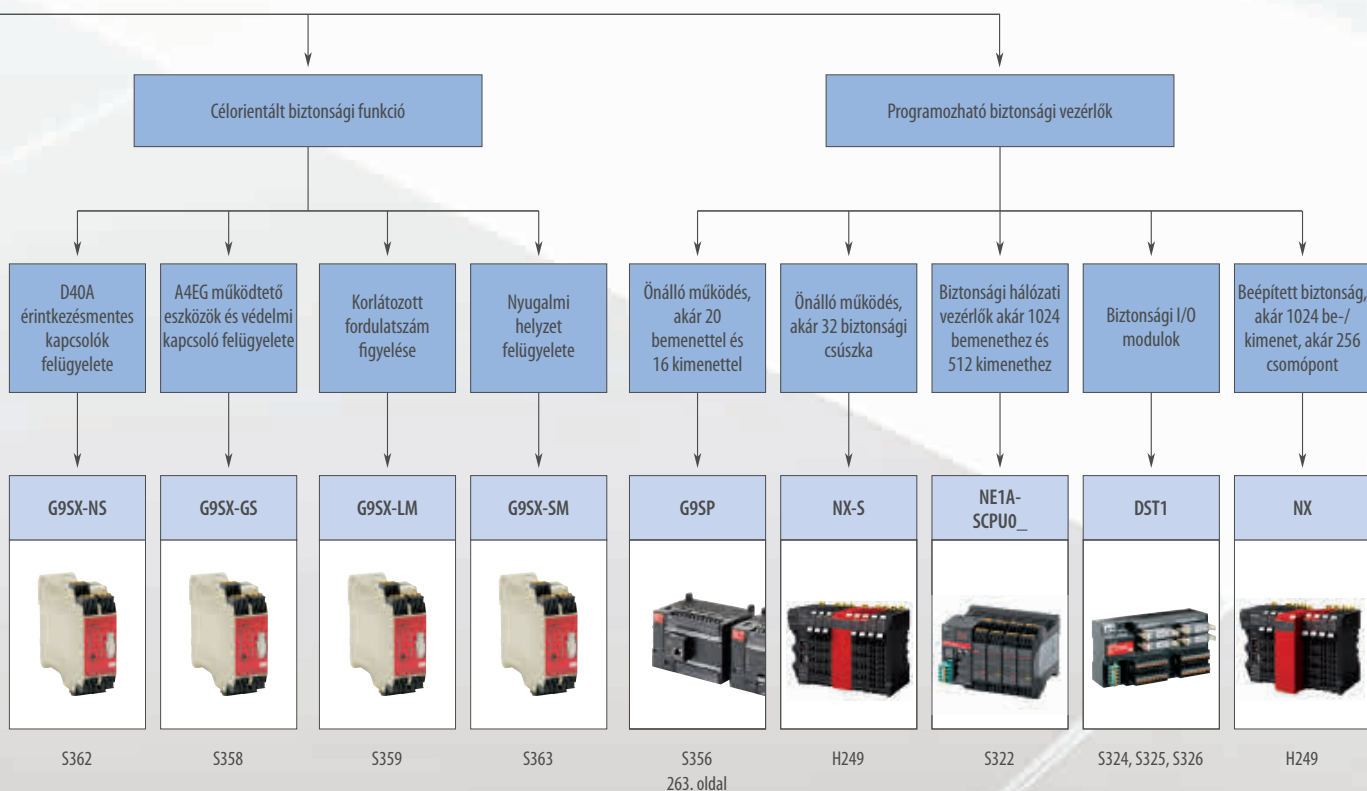 Célorientált biztonsági funkció
Programozható biztonsági vezérlők
D40A
érintkezésmentes
kapcsolók
felügyelete
A4EG működtető
eszközök és védelmi
kapcsoló felügyelete
Korlátozott
fordulatszám
figyelése
Nyugalmi
helyzet
felügyelete
Önálló működés,
akár 20
bemenettel és
16 kimenettel
Önálló működés,
akár 32 biztonsági
csúszka
Biztonsági hálózati
vezérlők akár 1024
bemenethez és
512 kimenethez
Biztonsági I/O
modulok
Beépített biztonság,
akár 1024 be-/
kimenet, akár 256
csomópont
G9SX-NS
G9SX-GS
G9SX-LM
G9SX-SM
G9SP
NX-S
NE1A-
SCPU0_
DST1
NX
S362
S358
S359
S363
S356
263. oldal
H249
S322
S324, S325, S326
H249